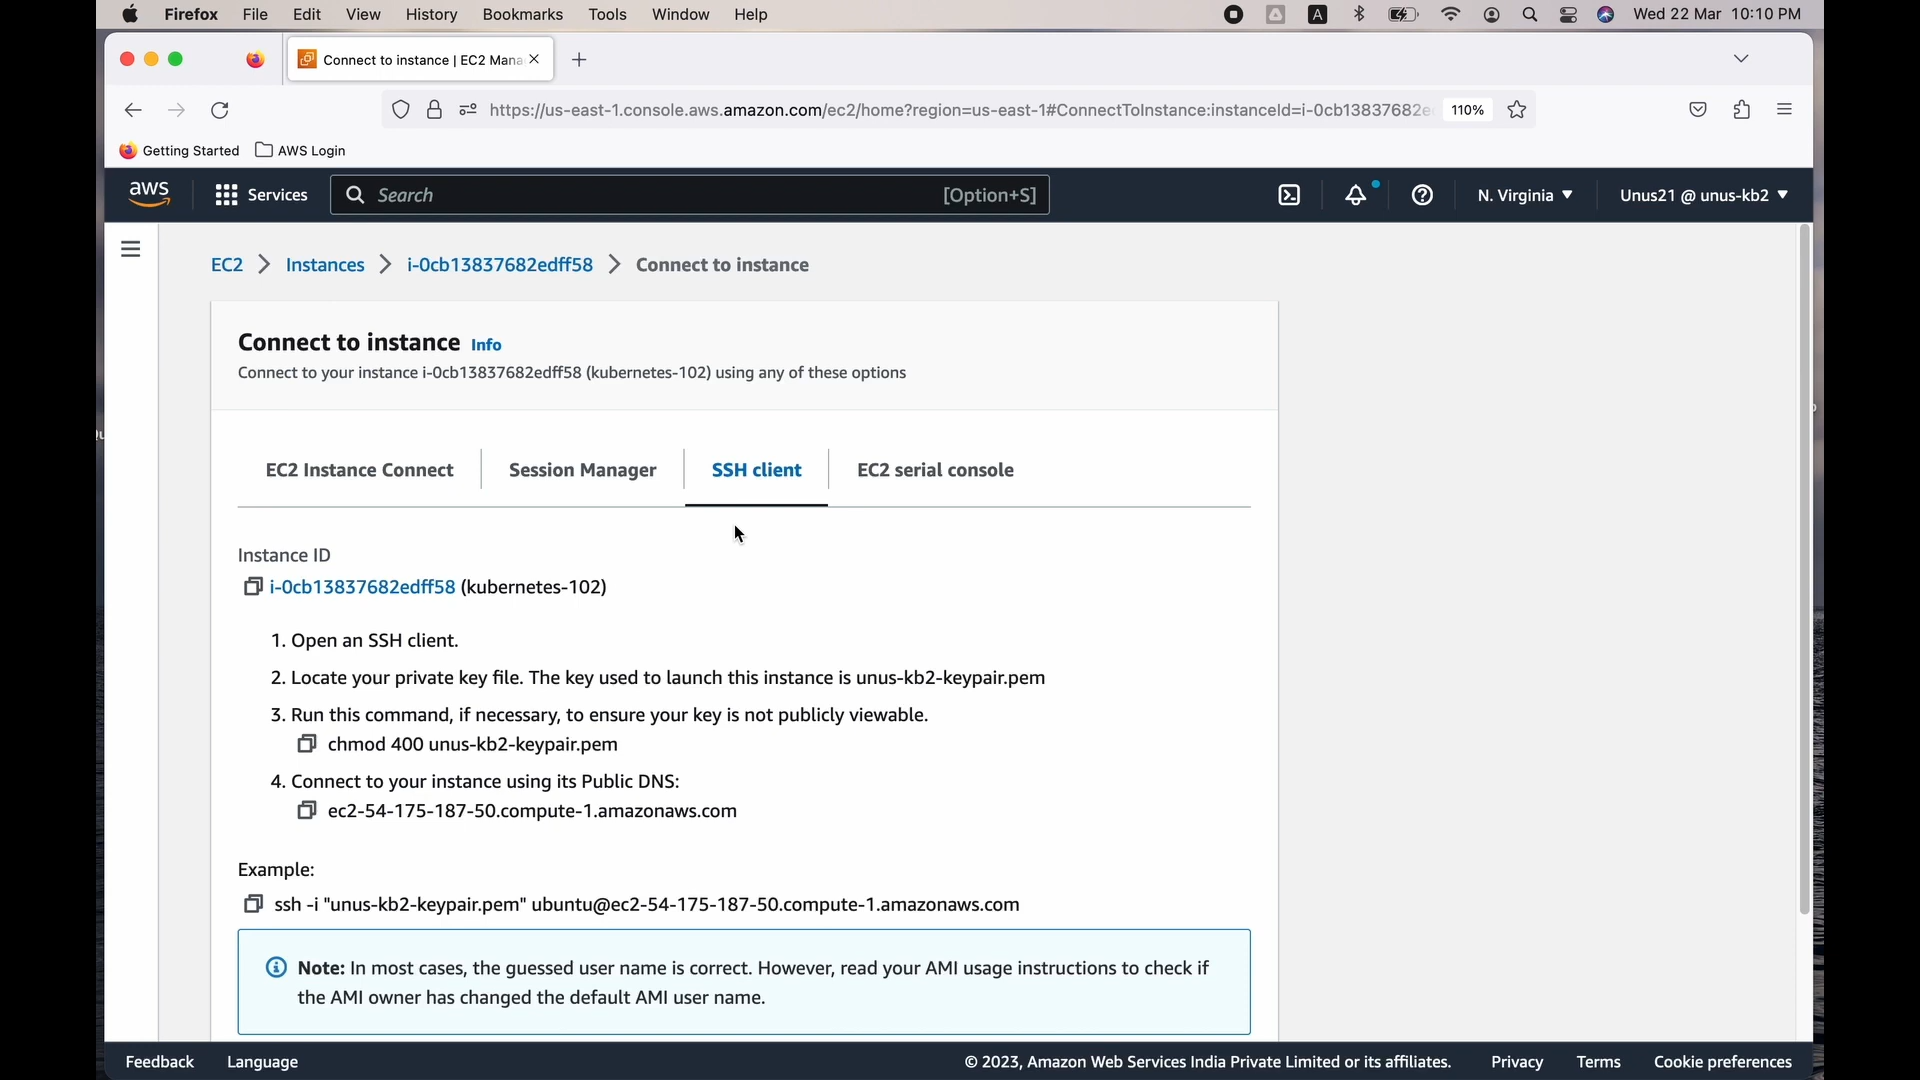 Firefox File Edit View History Bookmarks Tools Window Help A Wed 22 Mar 10:10 PM
Connect to instance | EC2 Mana
https://us-east-1.console.aws.amazon.com/ec2/home?region=us-east-1#ConnectToInstance:instanceId=i-0cb13837682e 110%
Getting Started AWS Login
aws Services Search [Option+S] N. Virginia Unus21 @ unus-kb2
EC2 Instances i-0cb13837682edff58 Connect to instance
Connect to instance Info
Connect to your instance i-0cb13837682edff58 (kubernetes-102) using any of these options
EC2 Instance Connect Session Manager SSH client EC2 serial console
Instance ID
i-0cb13837682edff58 (kubernetes-102)
1. Open an SSH client.
2. Locate your private key file. The key used to launch this instance is unus-kb2-keypair.pem
3. Run this command, if necessary, to ensure your key is not publicly viewable.
chmod 400 unus-kb2-keypair.pem
4. Connect to your instance using its Public DNS:
ec2-54-175-187-50.compute-1.amazonaws.com
Example:
ssh -i "unus-kb2-keypair.pem" ubuntu@ec2-54-175-187-50.compute-1.amazonaws.com
Note: In most cases, the guessed user name is correct. However, read your AMI usage instructions to check if
the AMI owner has changed the default AMI user name.
Feedback Language © 2023, Amazon Web Services India Private Limited or its affiliates. Privacy Terms Cookie preferences